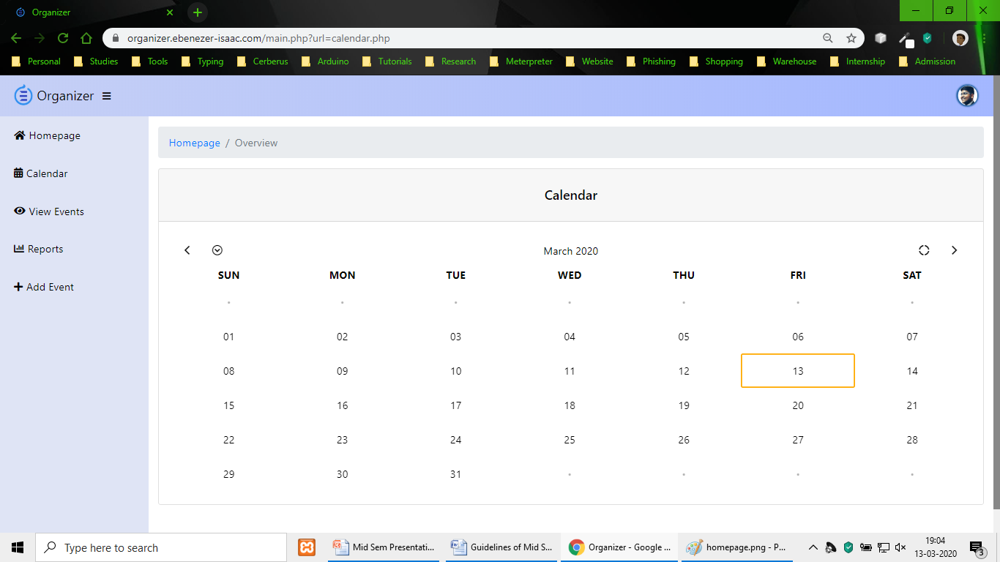 Organizer
organizer.ebenezer-isaac.com/main.php?url=calendar.php
Personal Studies Tools Typing Cerberus Arduino Tutorials Research Meterpreter Website Phishing Shopping Warehouse Internship Admission
Organizer
Homepage
Calendar
View Events
Reports
Add Event
Homepage / Overview
Calendar
March 2020
SUN MON TUE WED THU FRI SAT
01 02 03 04 05 06 07
08 09 10 11 12 13 14
15 16 17 18 19 20 21
22 23 24 25 26 27 28
29 30 31
Type here to search
Mid Sem Presentati...
Guidelines of Mid S...
Organizer - Google ...
homepage.png - P...
19:04
13-03-2020
3